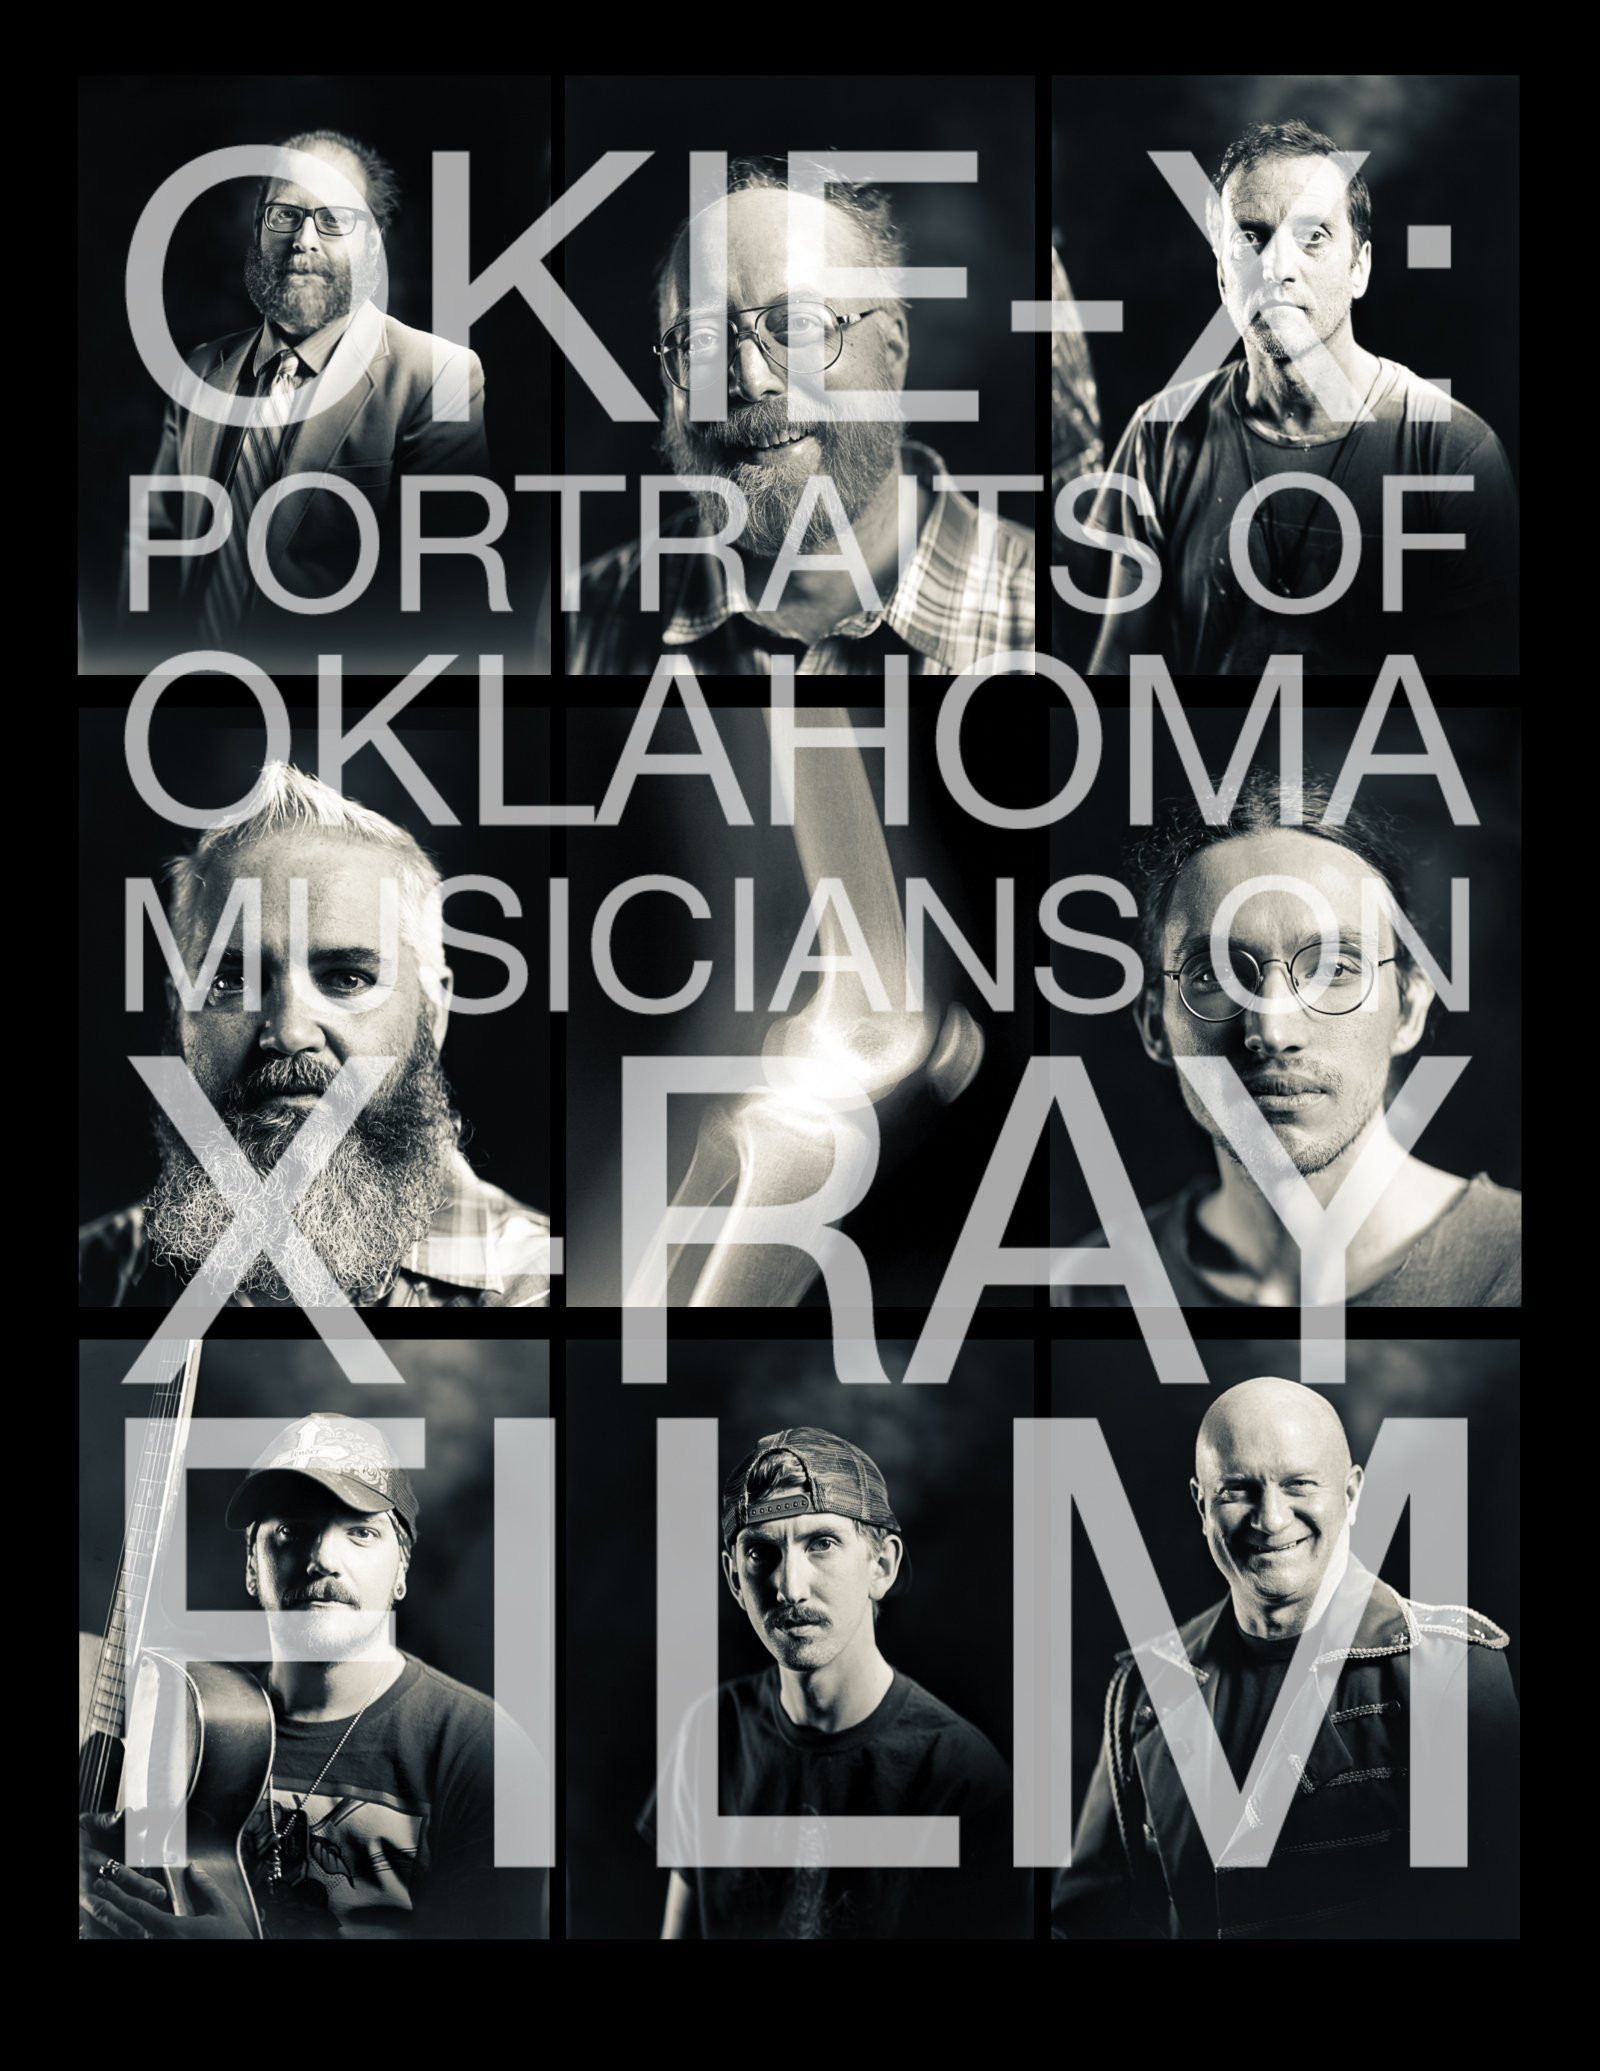 OKIE-X:
PORTRAITS OF
OKLAHOMA
MUSICIANS ON
X-RAY
FILM